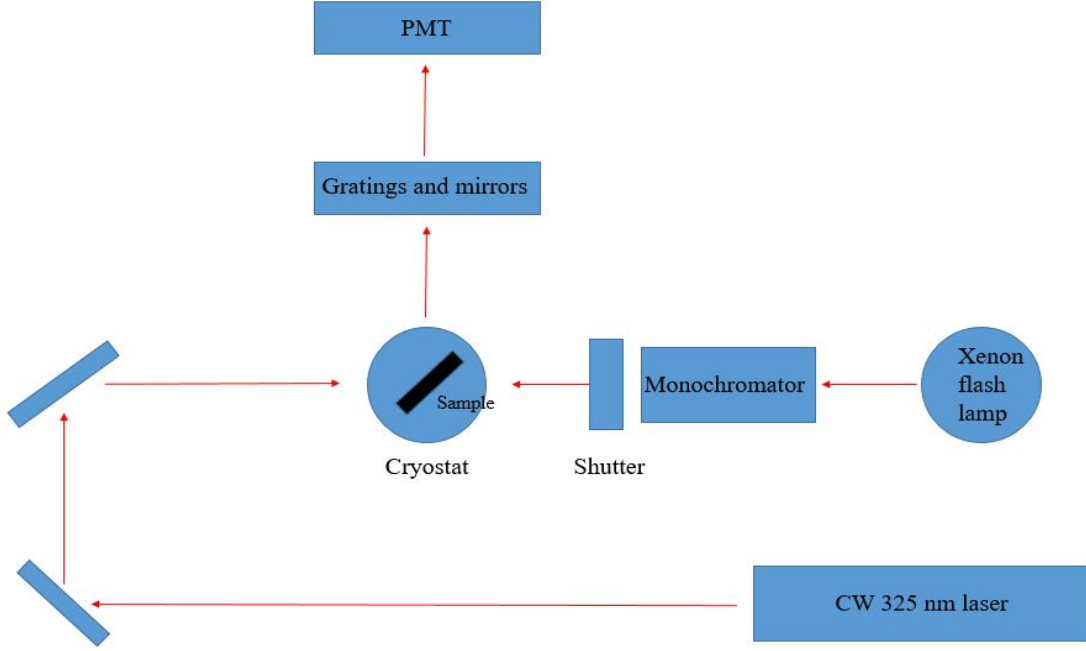 PMT
Gratings and mirrors
Xenon
flash
lamp
Monochromator
Sample
Cryostat
Shutter
CW 325 nm laser